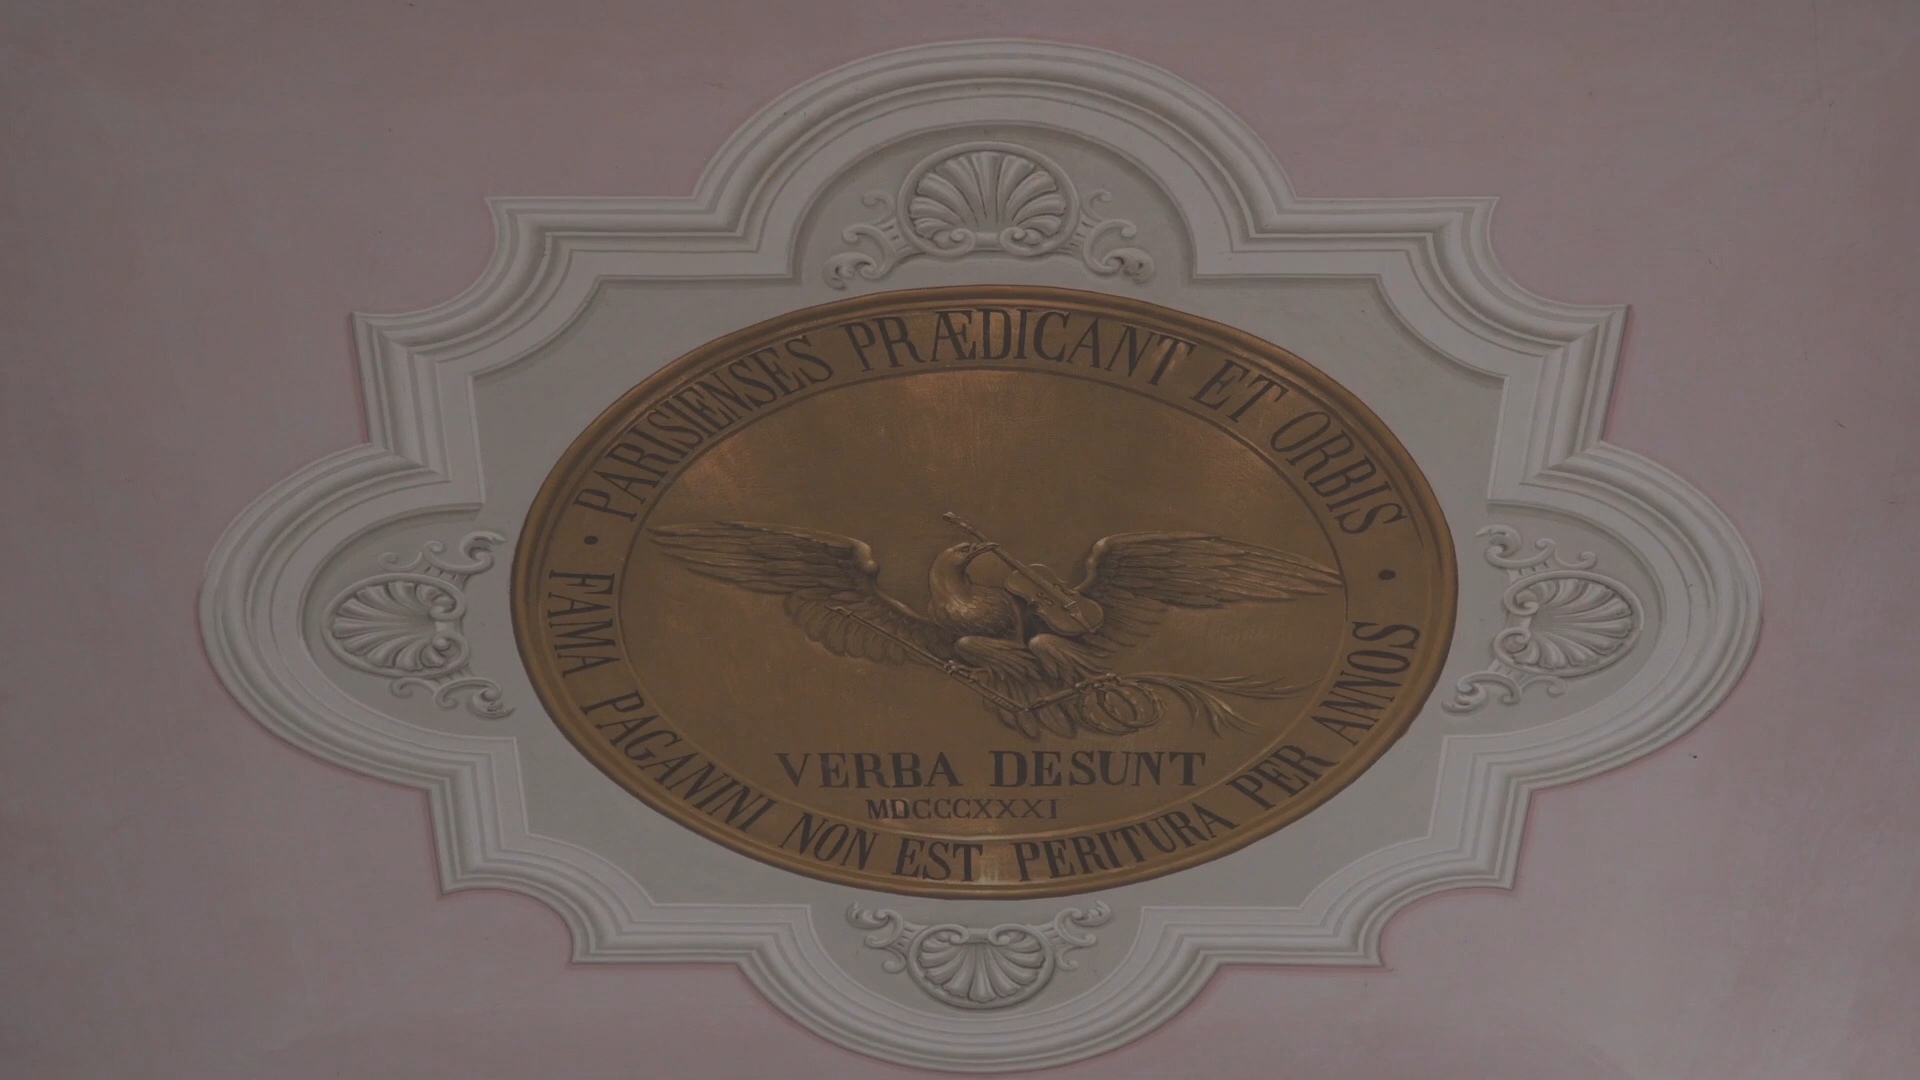 · PARISIENSES PRÆDICANT ET ORBIS ·
FAMA PAGANINI NON EST PERITURA PER ANNOS
VERBA DESUNT
MDCCCXXXI